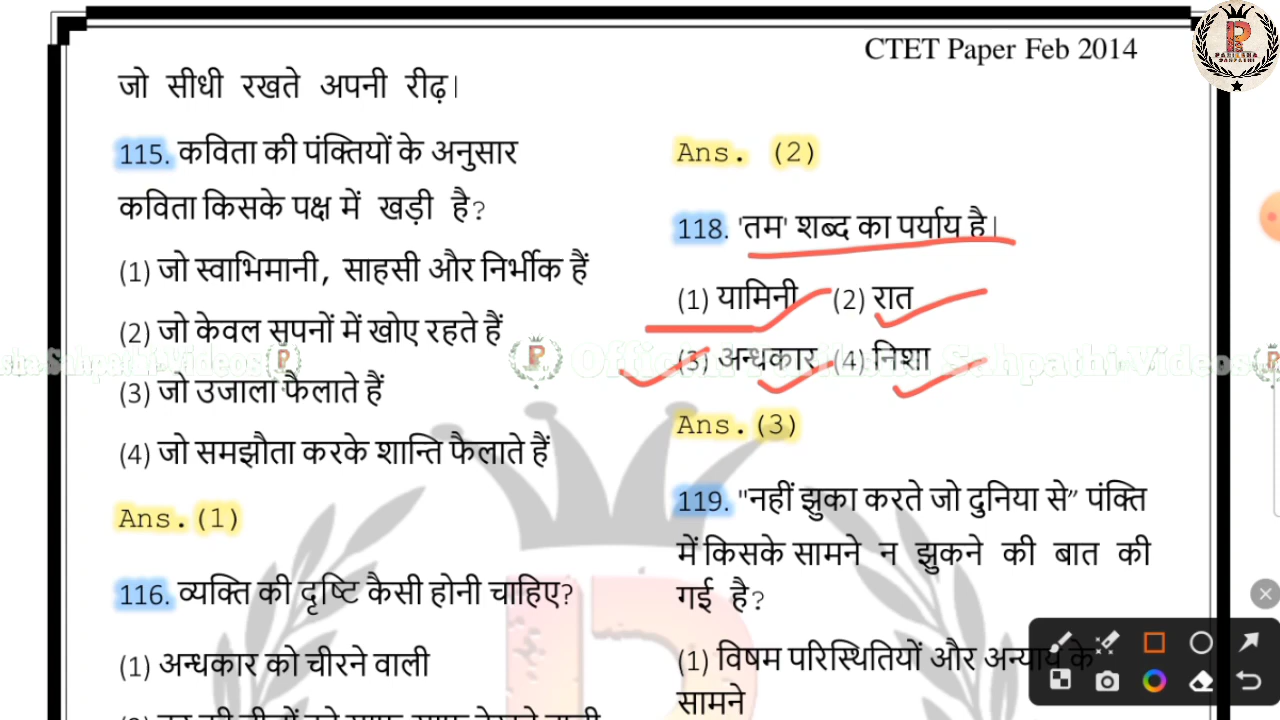 CTET Paper Feb 2014
जो सीधी रखते अपनी रीढ़।
115. कविता की पंक्तियों के अनुसार
कविता किसके पक्ष में खड़ी है?
(1) जो स्वाभिमानी, साहसी और निर्भीक हैं
(2) जो केवल सपनों में खोए रहते हैं
(3) जो उजाला फैलाते हैं
(4) जो समझौता करके शान्ति फैलाते हैं
Ans.(1)
116. व्यक्ति की दृष्टि कैसी होनी चाहिए?
(1) अन्धकार को चीरने वाली
Ans. (2)
118. 'तम' शब्द का पर्याय है।
(1) यामिनी (2) रात
(3) अन्धकार (4) निशा
Ans.(3)
119. "नहीं झुका करते जो दुनिया से” पंक्ति
में किसके सामने न झुकने की बात की
गई है?
(1) विषम परिस्थितियों और अन्याय के
सामने